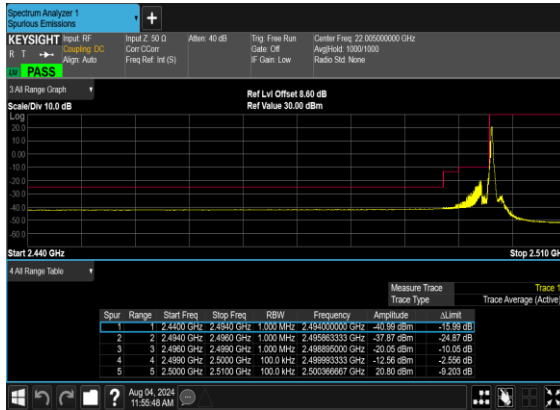 Spectrum Analyzer 1
Spurious Emissions
+
KEYSIGHT
R T
LXI PASS
Input: RF
Coupling: DC
Align: Auto
Input Z: 50 Ω
Corr CCorr
Freq Ref: Int (S)
Atten: 40 dB
Trig: Free Run
Gate: Off
IF Gain: Low
Center Freq: 22.005000000 GHz
Avg|Hold: 1000/1000
Radio Std: None
3 All Range Graph
Scale/Div 10.0 dB
Ref Lvl Offset 8.60 dB
Ref Value 30.00 dBm
Log
20.0
10.0
0.00
-10.0
-20.0
-30.0
-40.0
-50.0
-60.0
Start 2.440 GHz
Stop 2.510 GH
4 All Range Table
Measure Trace Trace 1
Trace Type Trace Average (Active)
Spur Range Start Freq Stop Freq RBW Frequency Amplitude ΔLimit
1 1 2.4400 GHz 2.4940 GHz 1.000 MHz 2.494000000 GHz -40.99 dBm -15.99 dB
2 2 2.4940 GHz 2.4960 GHz 1.000 MHz 2.495863333 GHz -37.87 dBm -24.87 dB
3 3 2.4960 GHz 2.4990 GHz 1.000 MHz 2.498895000 GHz -20.05 dBm -10.05 dB
4 4 2.4990 GHz 2.5000 GHz 100.0 kHz 2.499993333 GHz -12.56 dBm -2.556 dB
5 5 2.5000 GHz 2.5100 GHz 100.0 kHz 2.500366667 GHz 20.80 dBm -9.203 dB
?
Aug 04, 2024
11:55:48 AM